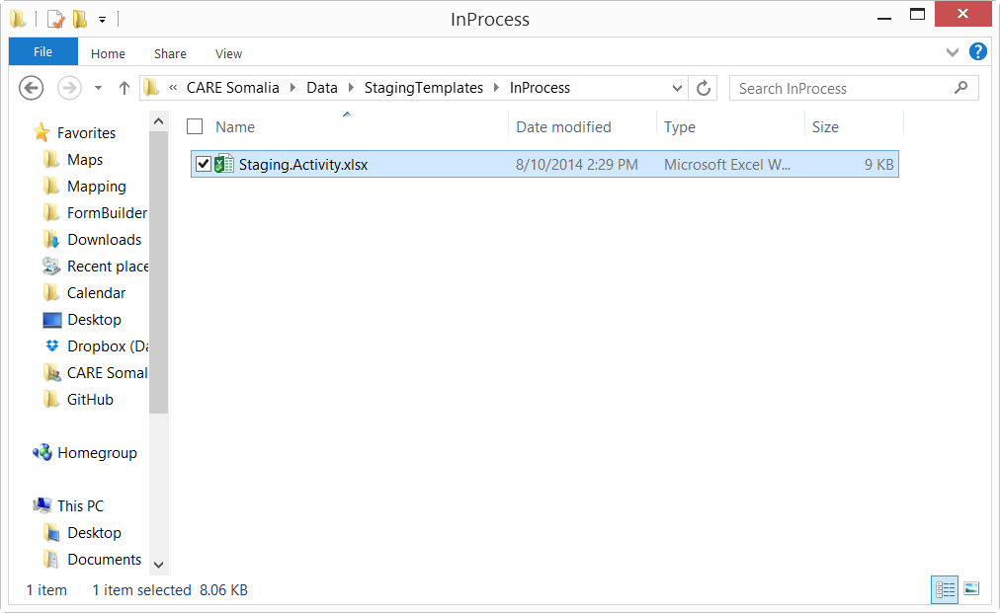 InProcess
File Home Share View
« CARE Somalia Data StagingTemplates InProcess Search InProcess
Name Date modified Type Size
Staging.Activity.xlsx 8/10/2014 2:29 PM Microsoft Excel W... 9 KB
Favorites
Maps
Mapping
FormBuilder
Downloads
Recent place
Calendar
Desktop
Dropbox (Da
CARE Somal
GitHub
Homegroup
This PC
Desktop
Documents
1 item 1 item selected 8.06 KB